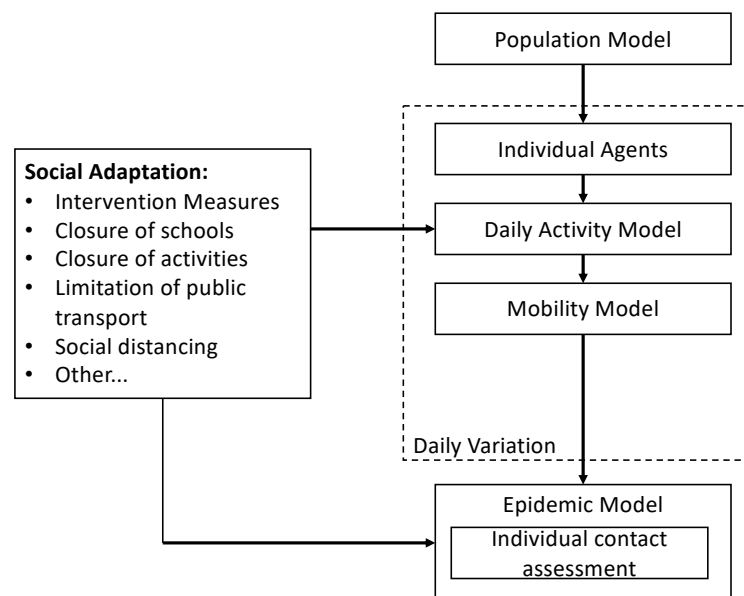 Population Model
Individual Agents
Social Adaptation:
• Intervention Measures
• Closure of schools
• Closure of activities
• Limitation of public
transport
• Social distancing
• Other...
Daily Activity Model
Mobility Model
Daily Variation
Epidemic Model
Individual contact
assessment